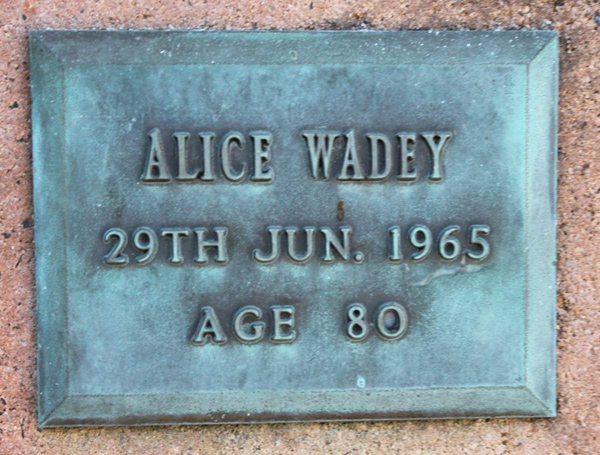 ALICE WADEY
29TH JUN. 1965
AGE 80